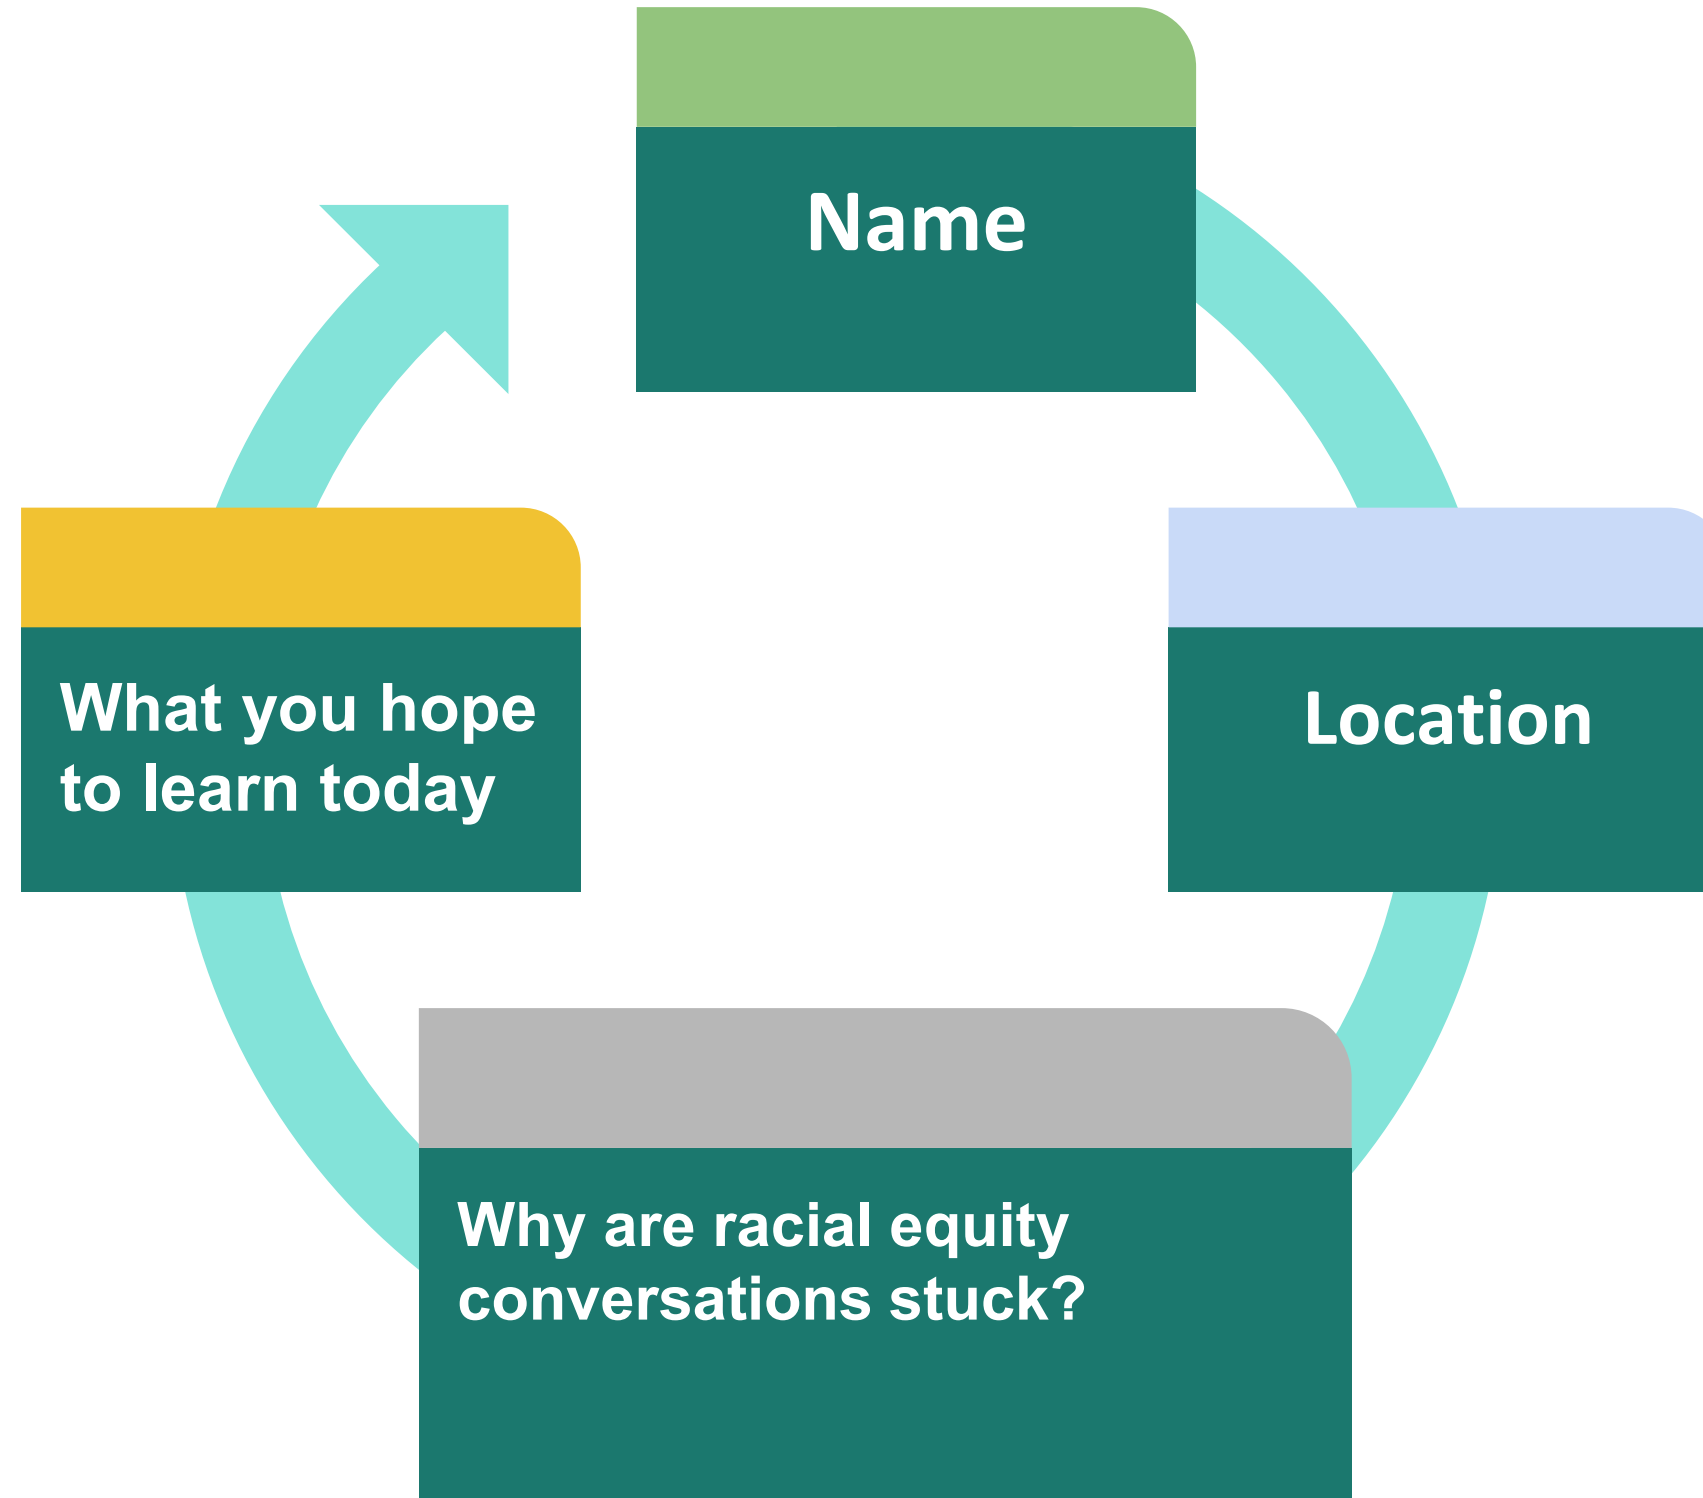 Name
Location
Why are racial equity
conversations stuck?
What you hope
to learn today